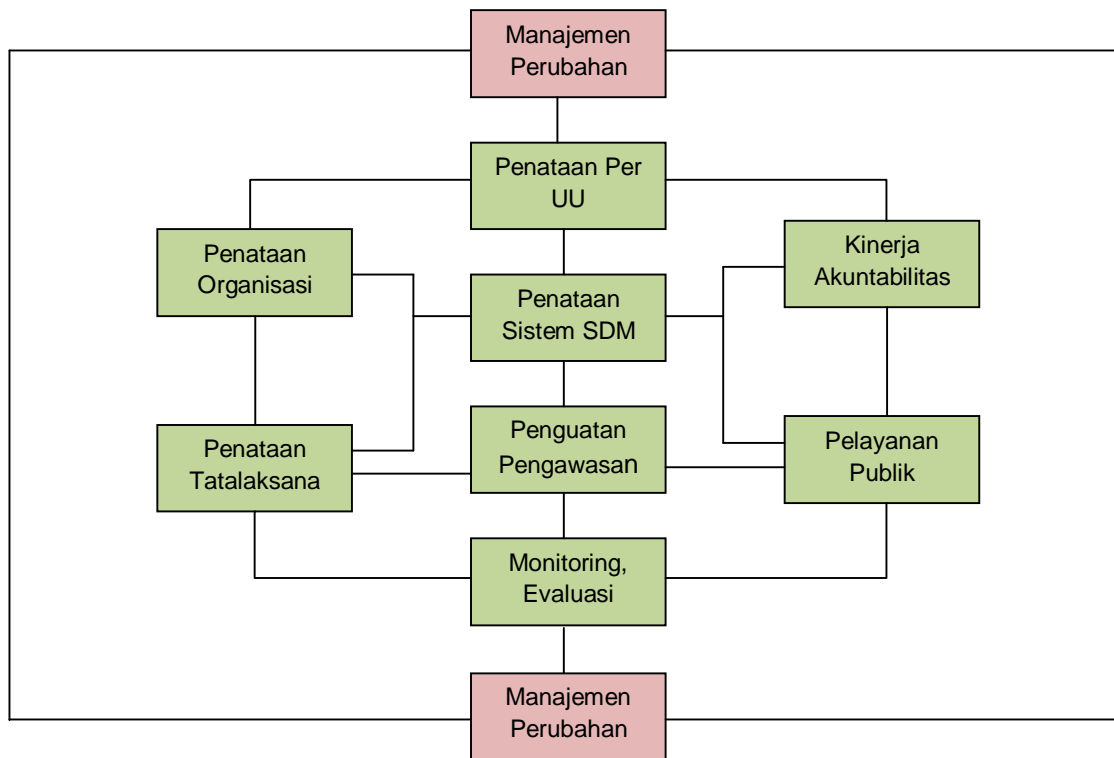 Manajemen
Perubahan
Penataan Per
UU
Penataan
Organisasi
Kinerja
Akuntabilitas
Penataan
Sistem SDM
Penguatan
Pengawasan
Penataan
Tatalaksana
Pelayanan
Publik
Monitoring,
Evaluasi
Manajemen
Perubahan